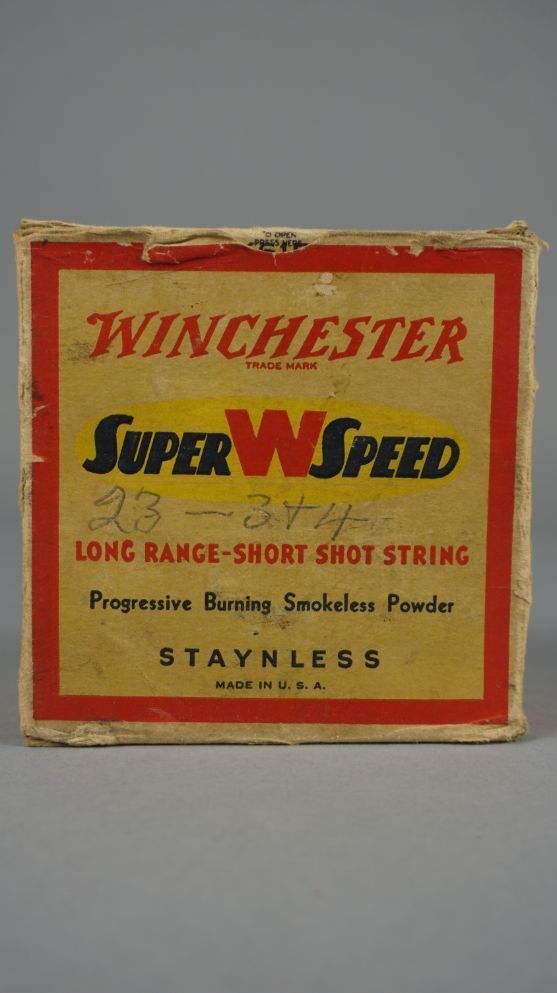 TO OPEN
PRESS HERE
WINCHESTER
TRADE MARK
SUPER W SPEED
23 — 3+4
LONG RANGE-SHORT SHOT STRING
Progressive Burning Smokeless Powder
STAYNLESS
MADE IN U. S. A.